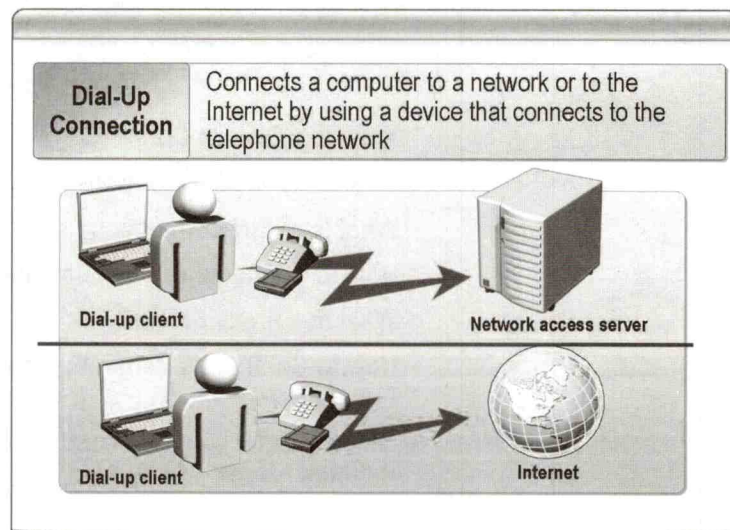 Dial-Up
Connection
Connects a computer to a network or to the
Internet by using a device that connects to the
telephone network
Dial-up client
Network access server
Dial-up client
Internet